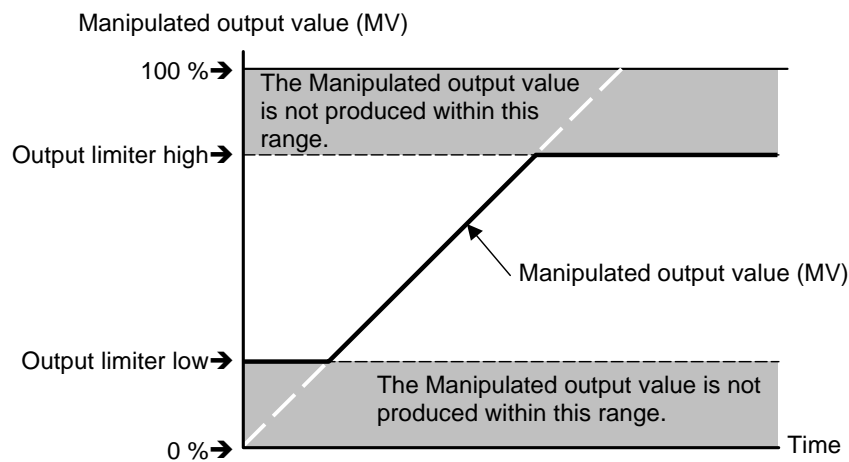 Manipulated output value (MV)
100 %➔
The Manipulated output value
is not produced within this
range.
Output limiter high➔
Manipulated output value (MV)
Output limiter low➔
The Manipulated output value is not
produced within this range.
0 %➔
Time